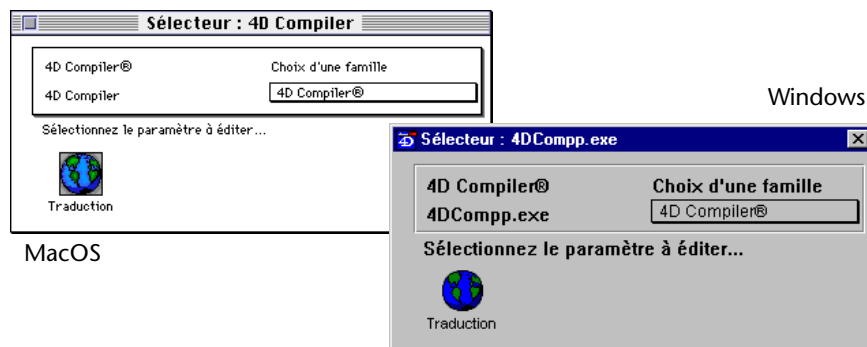 Sélecteur : 4D Compiler
4D Compiler®
Choix d'une famille
4D Compiler
4D Compiler®
Sélectionnez le paramètre à éditer...
Traduction
MacOS
Windows
Sélecteur : 4DCompp.exe
4D Compiler®
Choix d'une famille
4DCompp.exe
4D Compiler®
Sélectionnez le paramètre à éditer...
Traduction